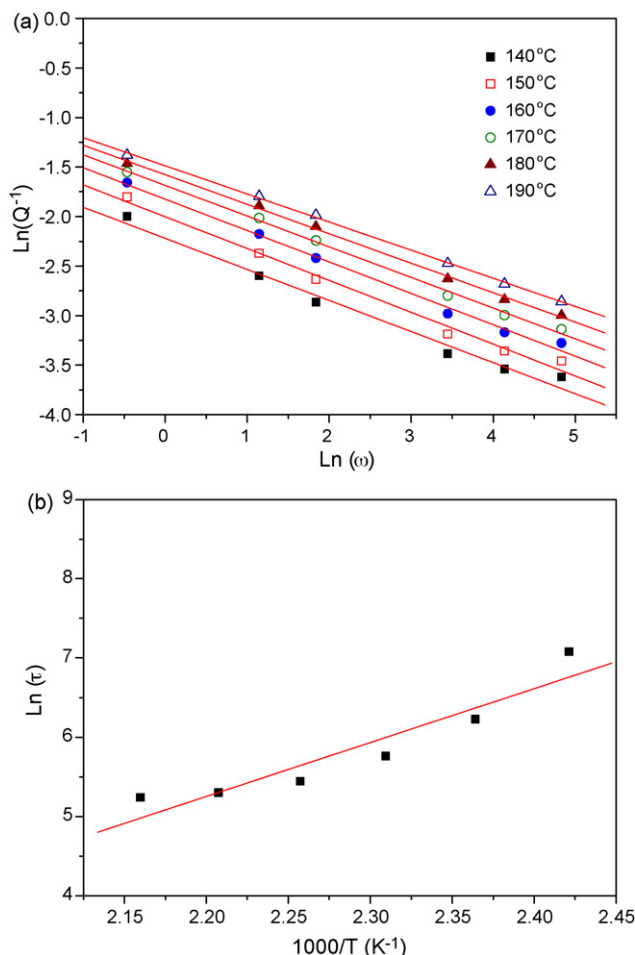 (a)
0.0
-0.5
-1.0
-1.5
-2.0
-2.5
-3.0
-3.5
-4.0
Ln(Q⁻¹)
140°C
150°C
160°C
170°C
180°C
190°C
-1 0 1 2 3 4 5
Ln (ω)
(b)
9
8
7
6
5
4
Ln (τ)
2.15 2.20 2.25 2.30 2.35 2.40 2.45
1000/T (K⁻¹)